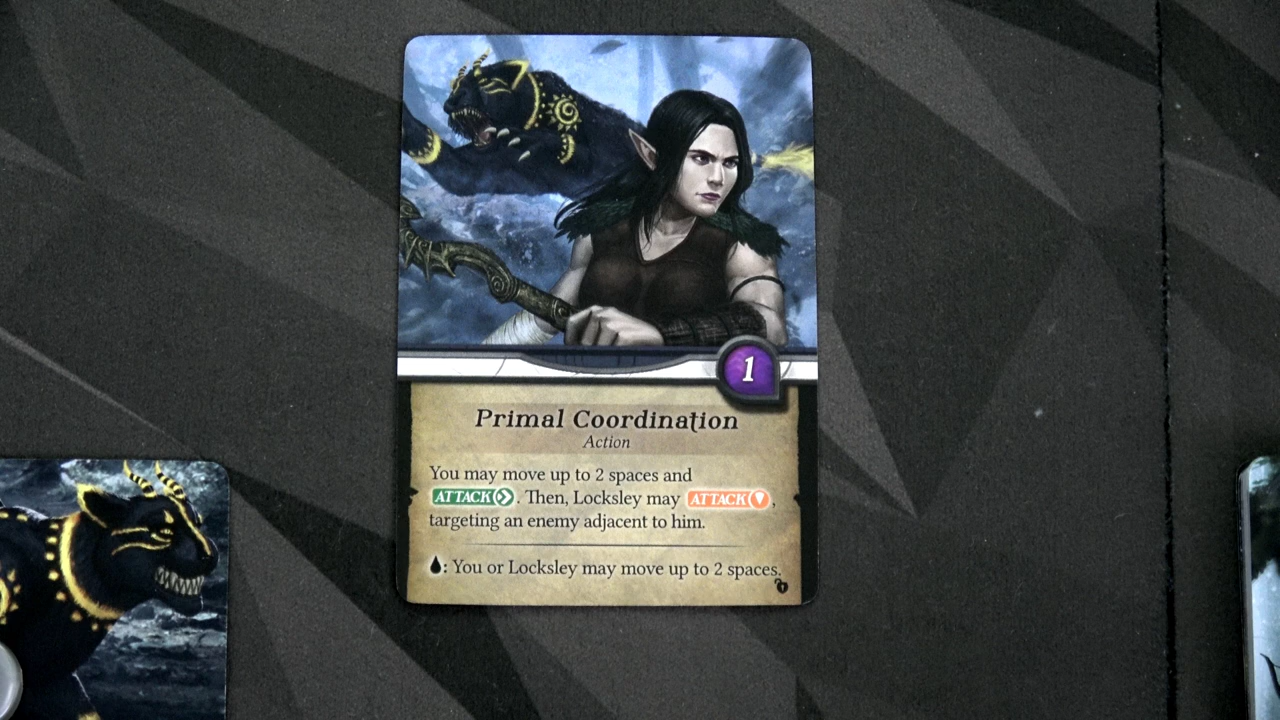 1
Primal Coordination
Action
You may move up to 2 spaces and
ATTACK. Then, Locksley may ATTACK,
targeting an enemy adjacent to him.
: You or Locksley may move up to 2 spaces.